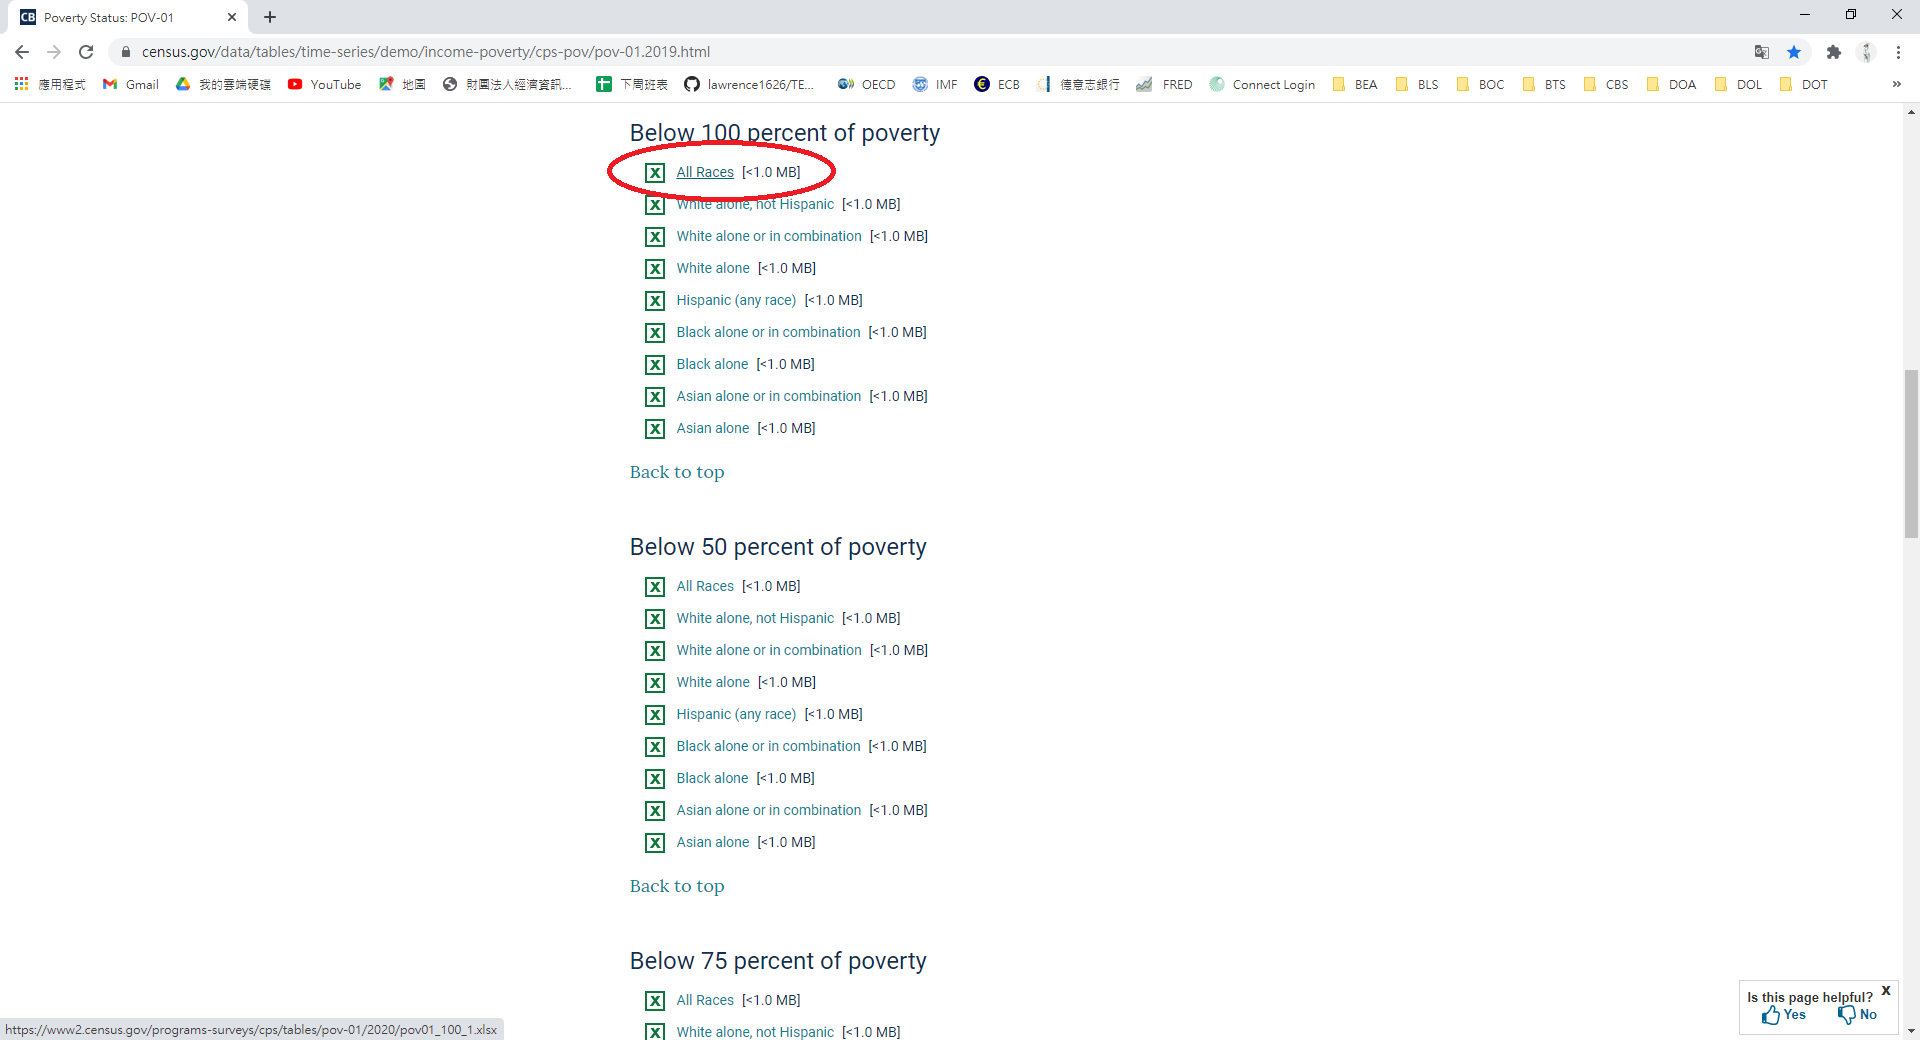 CB Poverty Status: POV-01
census.gov/data/tables/time-series/demo/income-poverty/cps-pov/pov-01.2019.html
應用程式 Gmail 我的雲端硬碟 YouTube 地圖 財團法人經濟資訊... 下周班表 lawrence1626/TE... OECD IMF ECB 德意志銀行 FRED Connect Login BEA BLS BOC BTS CBS DOA DOL DOT »
Below 100 percent of poverty
All Races [<1.0 MB]
White alone, not Hispanic [<1.0 MB]
White alone or in combination [<1.0 MB]
White alone [<1.0 MB]
Hispanic (any race) [<1.0 MB]
Black alone or in combination [<1.0 MB]
Black alone [<1.0 MB]
Asian alone or in combination [<1.0 MB]
Asian alone [<1.0 MB]
Back to top
Below 50 percent of poverty
All Races [<1.0 MB]
White alone, not Hispanic [<1.0 MB]
White alone or in combination [<1.0 MB]
White alone [<1.0 MB]
Hispanic (any race) [<1.0 MB]
Black alone or in combination [<1.0 MB]
Black alone [<1.0 MB]
Asian alone or in combination [<1.0 MB]
Asian alone [<1.0 MB]
Back to top
Below 75 percent of poverty
All Races [<1.0 MB]
White alone, not Hispanic [<1.0 MB]
Is this page helpful? X
Yes No
https://www2.census.gov/programs-surveys/cps/tables/pov-01/2020/pov01_100_1.xlsx